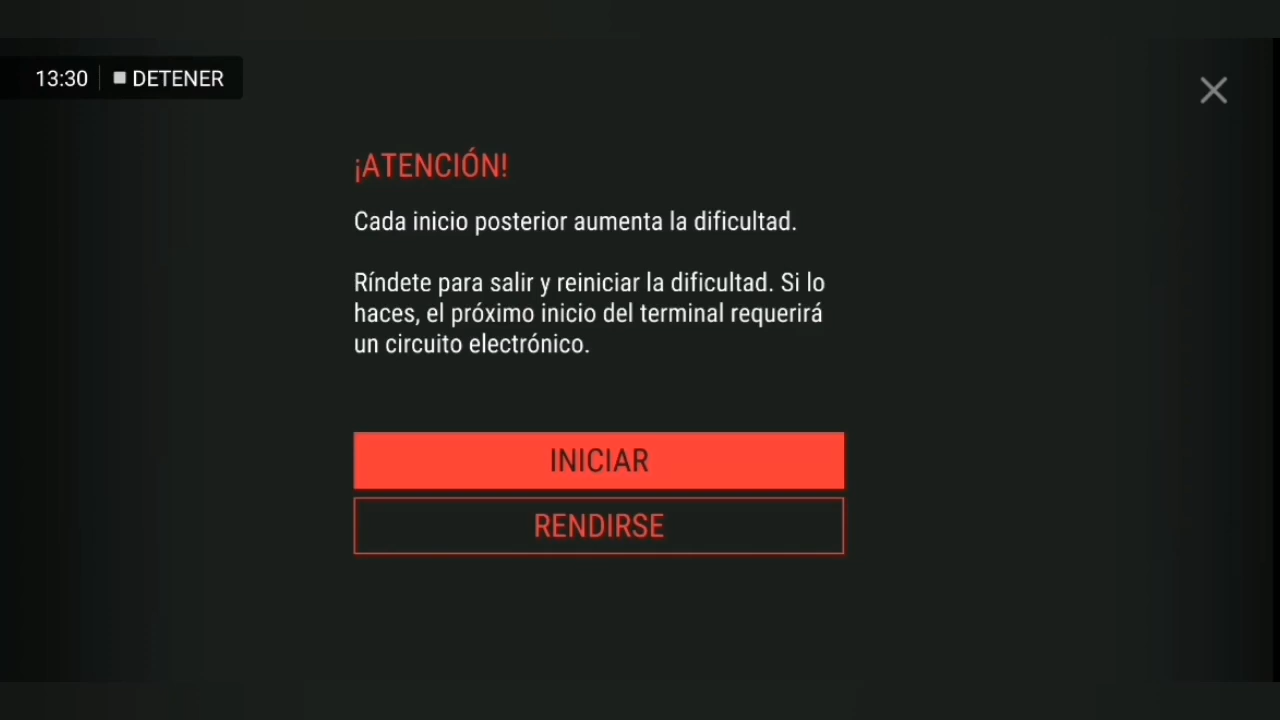 13:30 DETENER
¡ATENCIÓN!
Cada inicio posterior aumenta la dificultad.
Ríndete para salir y reiniciar la dificultad. Si lo
haces, el próximo inicio del terminal requerirá
un circuito electrónico.
INICIAR
RENDIRSE